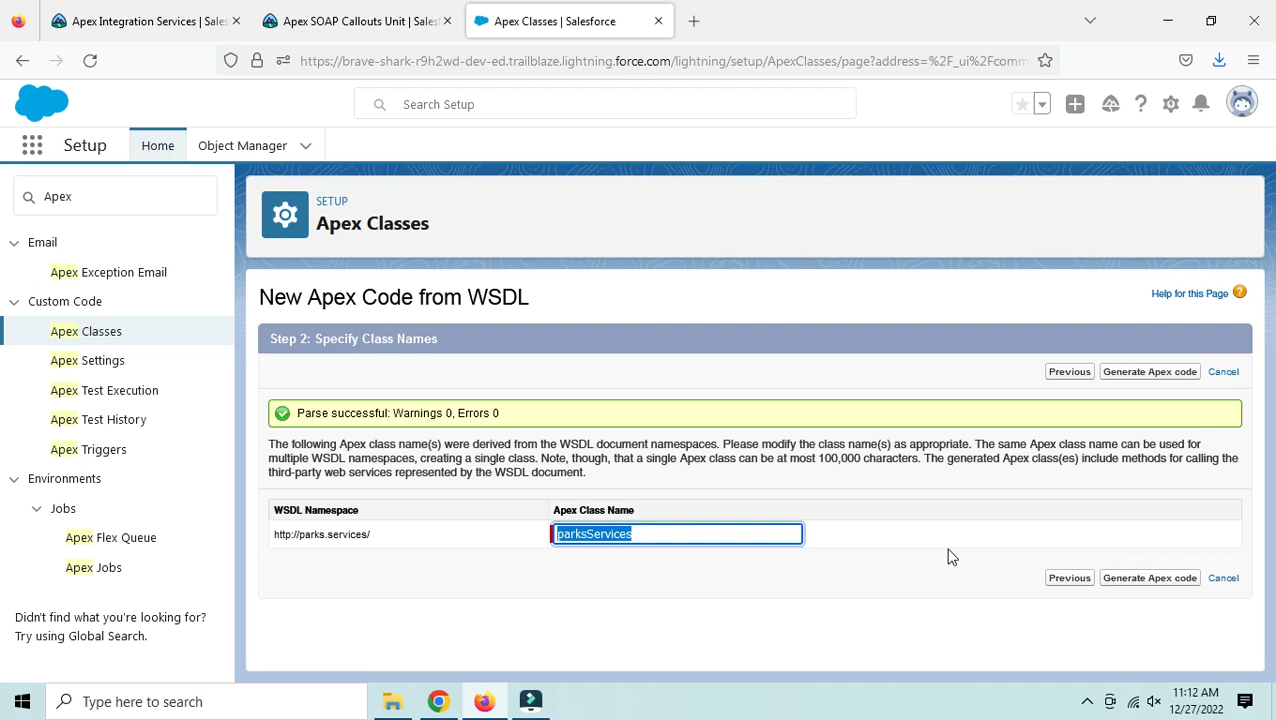 Apex Integration Services | Sales
Apex SOAP Callouts Unit | Sales
Apex Classes | Salesforce
https://brave-shark-r9h2wd-dev-ed.trailblaze.lightning.force.com/lightning/setup/ApexClasses/page?address=%2F_ui%2Fcomm
Search Setup
Setup
Home
Object Manager
Apex
Email
Apex Exception Email
Custom Code
Apex Classes
Apex Settings
Apex Test Execution
Apex Test History
Apex Triggers
Environments
Jobs
Apex Flex Queue
Apex Jobs
Didn't find what you're looking for?
Try using Global Search.
SETUP
Apex Classes
New Apex Code from WSDL
Help for this Page
Step 2: Specify Class Names
Previous Generate Apex code Cancel
Parse successful: Warnings 0, Errors 0
The following Apex class name(s) were derived from the WSDL document namespaces. Please modify the class name(s) as appropriate. The same Apex class name can be used for
multiple WSDL namespaces, creating a single class. Note, though, that a single Apex class can be at most 100,000 characters. The generated Apex class(es) include methods for calling the
third-party web services represented by the WSDL document.
WSDL Namespace Apex Class Name
http://parks.services/ parksServices
Previous Generate Apex code Cancel
Type here to search
11:12 AM
12/27/2022